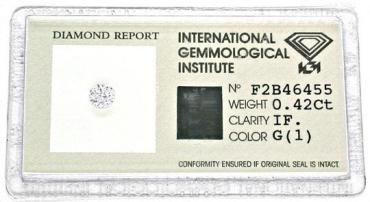 DIAMOND REPORT
INTERNATIONAL
GEMMOLOGICAL
INSTITUTE
Nº F2B46455
WEIGHT 0.42Ct
CLARITY IF.
COLOR G(1)
CONFORMITY ENSURED IF ORIGINAL SEAL IS INTACT.